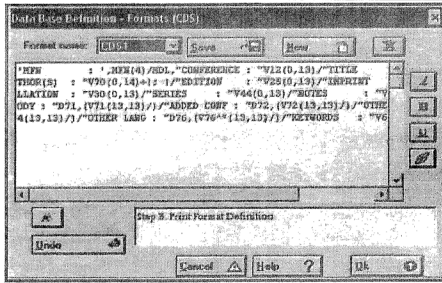 Data Base Definition - Formats (CDS)
Format name: CDS1 Save New
'MFN : ',MFN(4)/HDL,"CONFERENCE : "V12(0,13)/"TITLE
THOR(S) : "V70(0,14)+|; |/"EDITION : "V25(0,13)/"IMPRINT
LLATION : "V30(0,13)/"SERIES : "V44(0,13)/"NOTES : "V
ODY : "D71,(V71(13,13)/)/"ADDED CONF : "D72,(V72(13,13)/)/"OTHE
4(13,13)/)/"OTHER LANG : "D76,(V76^*(13,13)/)/"KEYWORDS : "V6
Step 3. Print Format Definition
Undo
Cancel Help ? Ok